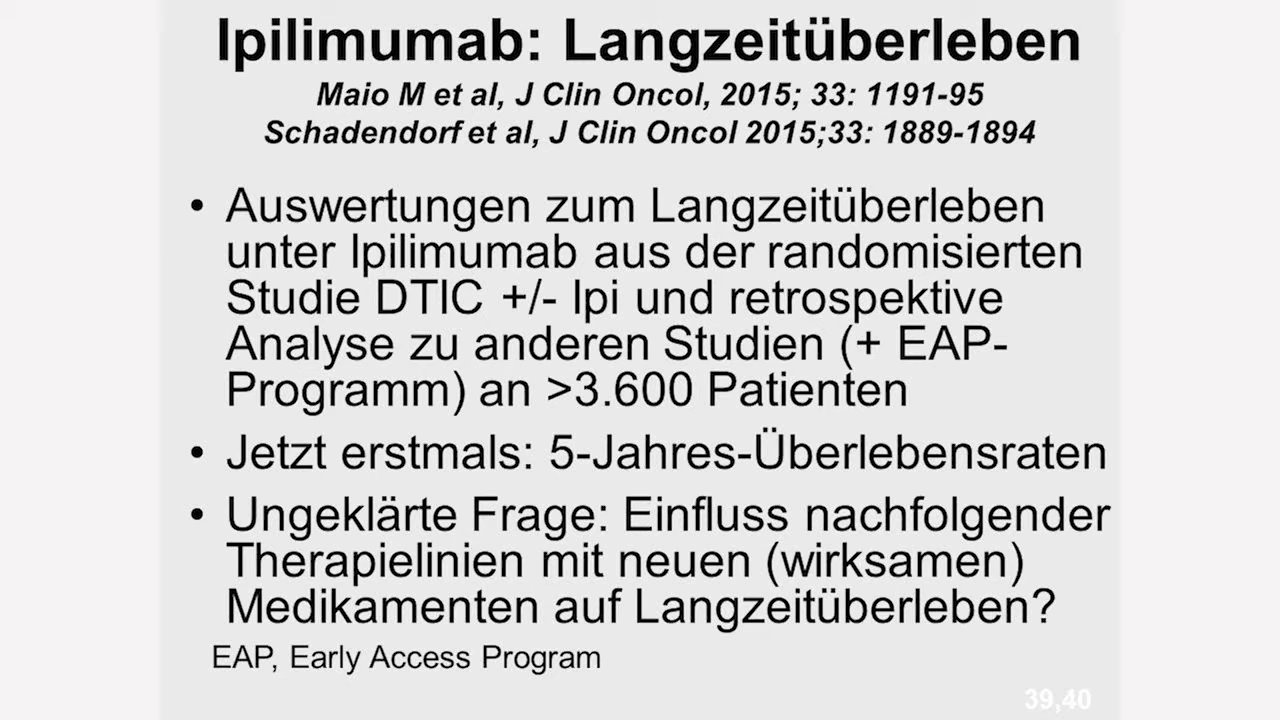 Ipilimumab: Langzeitüberleben
Maio M et al, J Clin Oncol, 2015; 33: 1191-95
Schadendorf et al, J Clin Oncol 2015;33: 1889-1894
• Auswertungen zum Langzeitüberleben
unter Ipilimumab aus der randomisierten
Studie DTIC +/- Ipi und retrospektive
Analyse zu anderen Studien (+ EAP-
Programm) an >3.600 Patienten
• Jetzt erstmals: 5-Jahres-Überlebensraten
• Ungeklärte Frage: Einfluss nachfolgender
Therapielinien mit neuen (wirksamen)
Medikamenten auf Langzeitüberleben?
EAP, Early Access Program
39,40